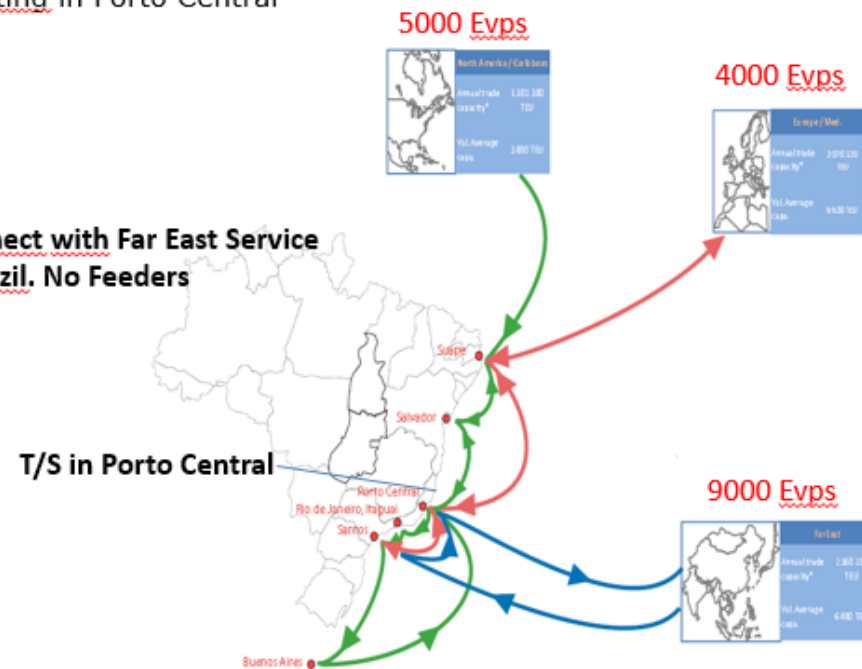 ting in Porto Central
5000 Evps
North America / Caribbean
Annual trade
capacity*
TEU
Vsl. Average
capa.
3 800 TEU
4000 Evps
Europe / Med.
Annual trade
capacity*
TEU
Vsl. Average
capa.
nect with Far East Service
zil. No Feeders
Suape
Salvador
T/S in Porto Central
Porto Central
Rio de Janeiro, Itaguai
Santos
9000 Evps
Far East
Annual trade
capacity*
TEU
Vsl. Average
capa.
Buenos Aires